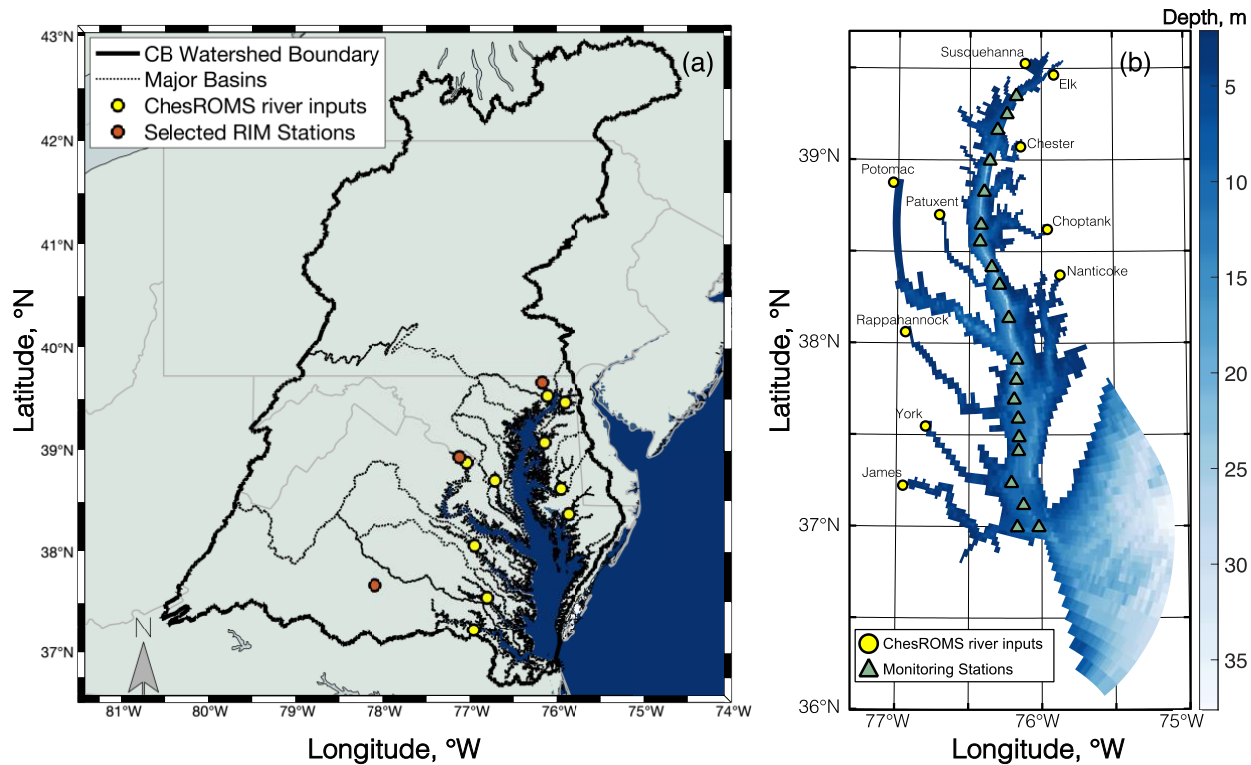 CB Watershed Boundary
Major Basins
ChesROMS river inputs
Selected RIM Stations
(a)
43°N
42°N
41°N
40°N
39°N
38°N
37°N
Latitude, °N
N
81°W 80°W 79°W 78°W 77°W 76°W 75°W 74°W
Longitude, °W
Depth, m
(b)
Susquehanna
Elk
Chester
Potomac
Patuxent
Choptank
Nanticoke
Rappahannock
York
James
39°N
38°N
37°N
36°N
Latitude, °N
ChesROMS river inputs
Monitoring Stations
77°W 76°W 75°W
Longitude, °W
5
10
15
20
25
30
35